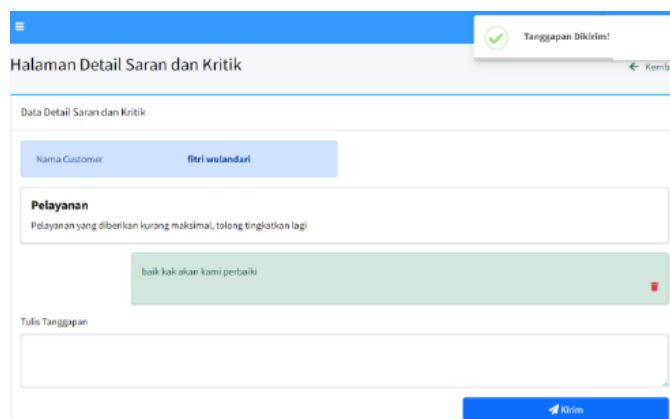 Tanggapan Dikirim!
Halaman Detail Saran dan Kritik
Kemb
Data Detail Saran dan Kritik
Nama Customer fitri wulandari
Pelayanan
Pelayanan yang diberikan kurang maksimal, tolong tingkatkan lagi
baik kak akan kami perbaiki
Tulis Tanggapan
Kirim